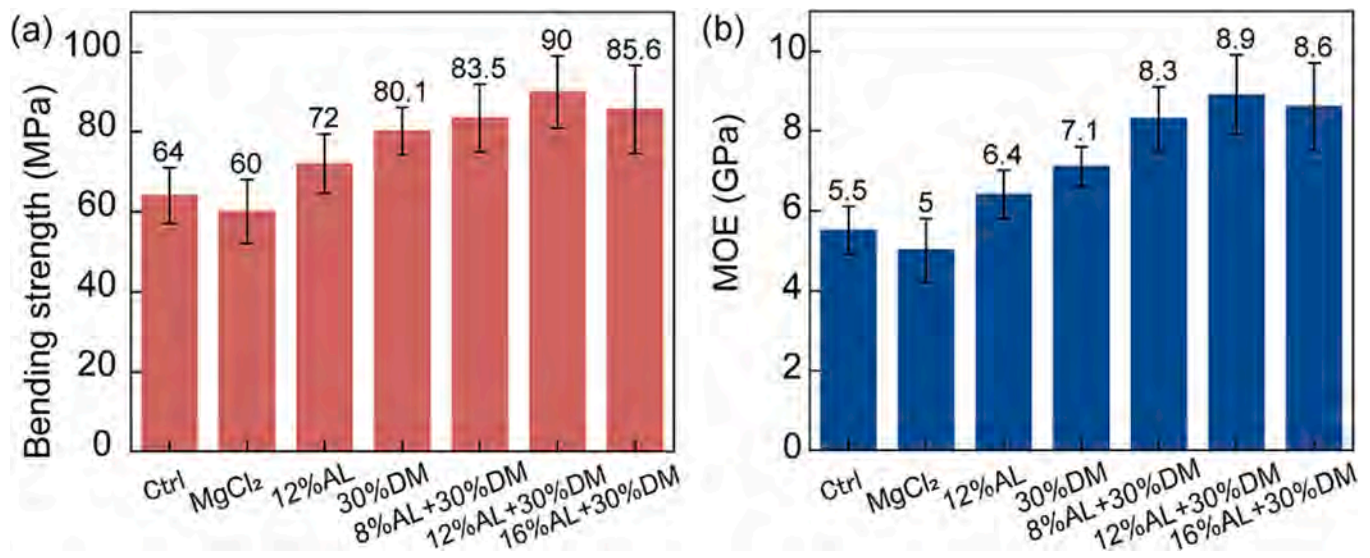 (a)
Bending strength (MPa)
100
80
60
40
20
0
64
60
72
80.1
83.5
90
85.6
Ctrl
MgCl₂
12%AL
30%DM
8%AL+30%DM
12%AL+30%DM
16%AL+30%DM
(b)
MOE (GPa)
10
8
6
4
2
0
5.5
5
6.4
7.1
8.3
8.9
8.6
Ctrl
MgCl₂
12%AL
30%DM
8%AL+30%DM
12%AL+30%DM
16%AL+30%DM